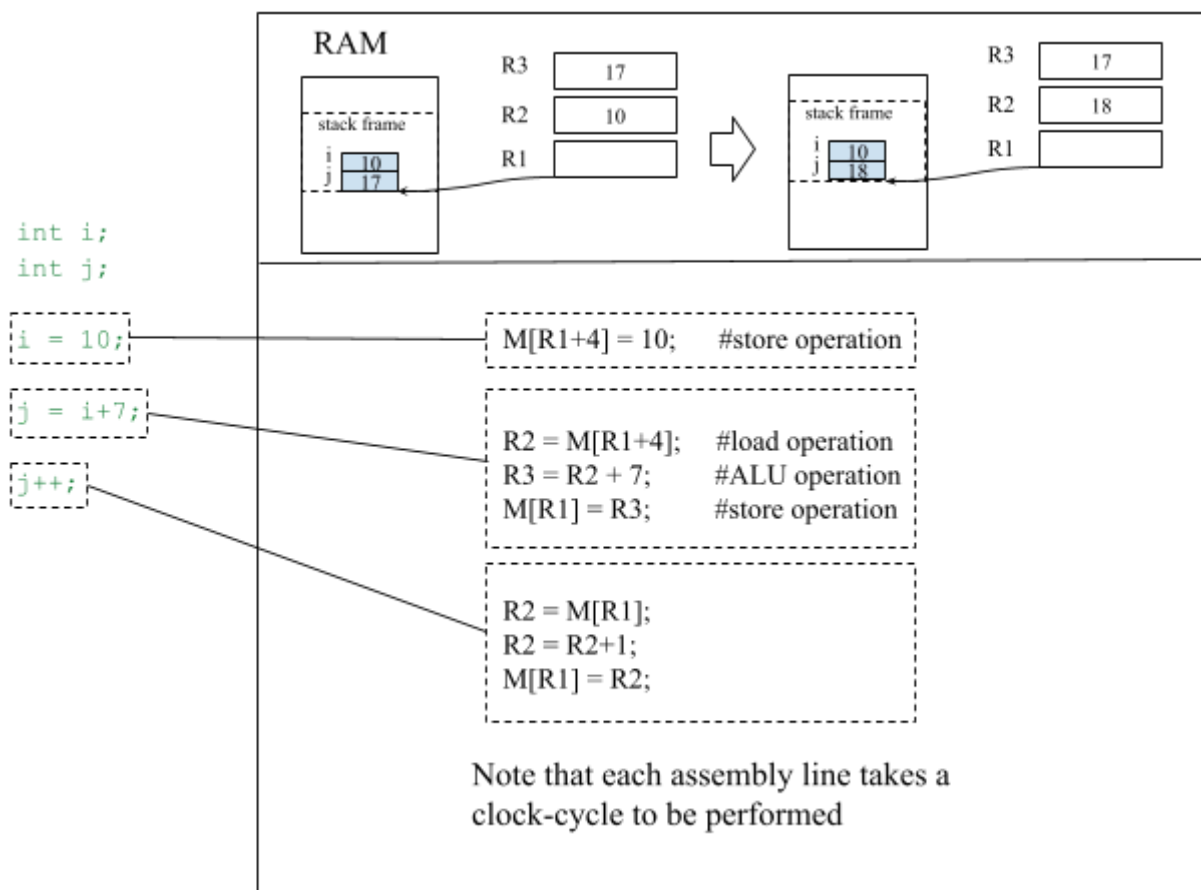 RAM
stack frame
i 10
j 17
R3 17
R2 10
R1
stack frame
i 10
j 18
R3 17
R2 18
R1
int i;
int j;
i = 10;
j = i+7;
j++;
M[R1+4] = 10; #store operation
R2 = M[R1+4]; #load operation
R3 = R2 + 7; #ALU operation
M[R1] = R3; #store operation
R2 = M[R1];
R2 = R2+1;
M[R1] = R2;
Note that each assembly line takes a
clock-cycle to be performed